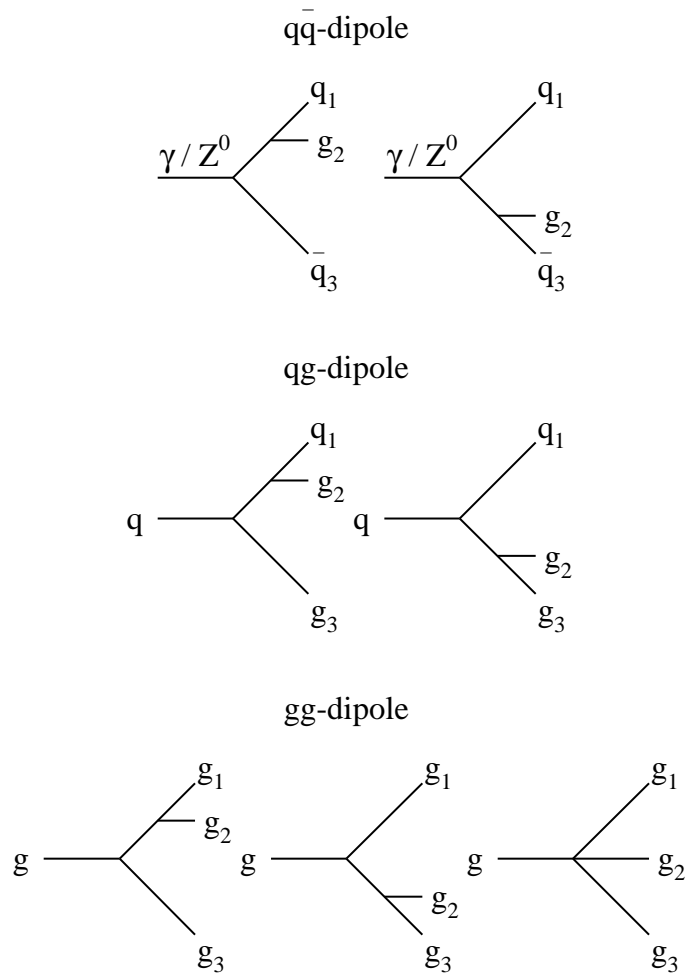 qq̄-dipole
q₁ q₁
γ / Z⁰ g₂ γ / Z⁰
g₂
q̄₃ q̄₃
qg-dipole
q₁ q₁
g₂
q q
g₂
g₃ g₃
gg-dipole
g₁ g₁ g₁
g₂
g g g g₂
g₂
g₃ g₃ g₃